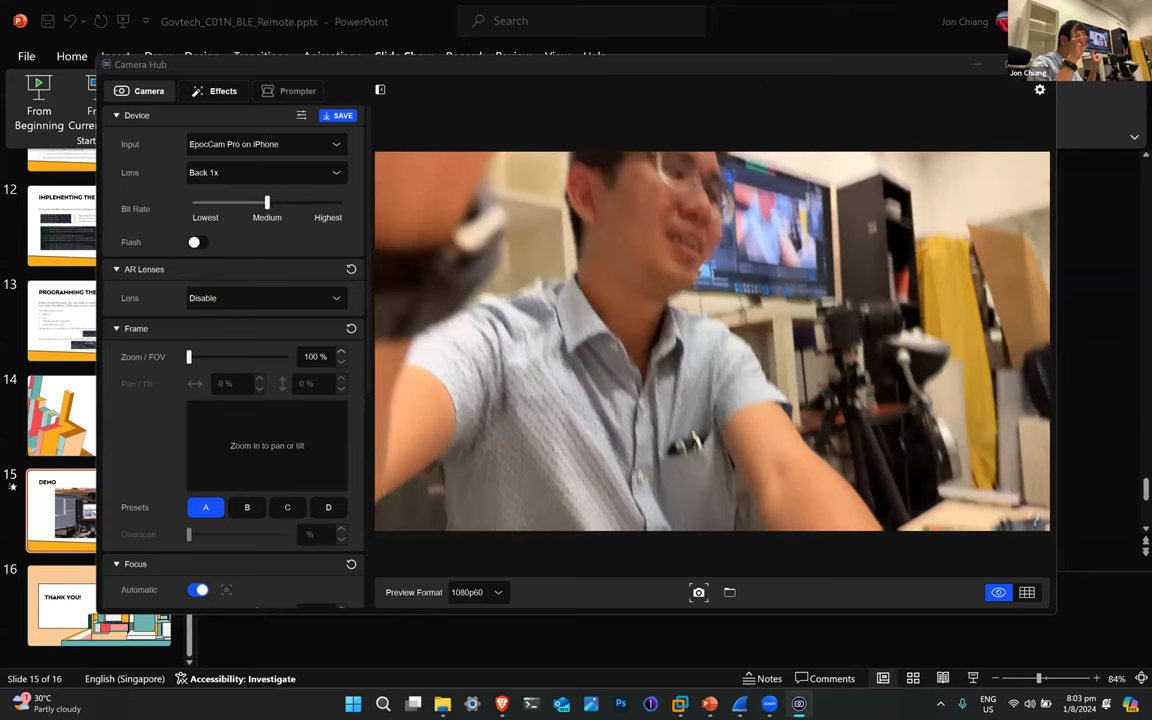 Govtech_C01N_BLE_Remote.pptx - PowerPoint
Search
Jon Chiang
File
Home
Jon Chiang
Camera Hub
From
Beginning
Camera
Effects
Prompter
Device
SAVE
Input
EpocCam Pro on iPhone
Lens
Back 1x
Bit Rate
Lowest
Medium
Highest
Flash
AR Lenses
Lens
Disable
Frame
Zoom / FOV
100 %
Pan / Tilt
0 %
0 %
Zoom in to pan or tilt
Presets
A
B
C
D
Overscan
%
Focus
Automatic
Preview Format
1080p60
12
IMPLEMENTING THE
13
PROGRAMMING THE
14
15
DEMO
16
THANK YOU!
Slide 15 of 16
English (Singapore)
Accessibility: Investigate
Notes
Comments
84%
1
30°C
Partly cloudy
Ps
ENG
US
8:03 pm
1/8/2024